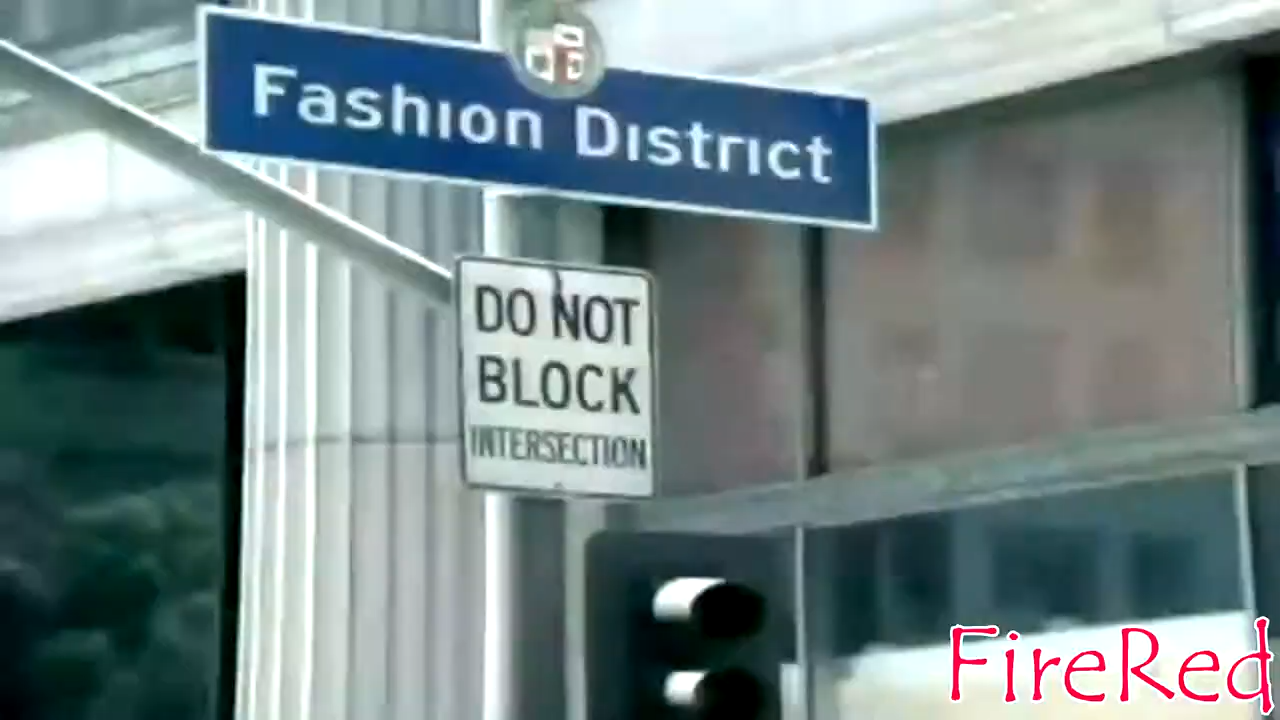 Fashion District
DO NOT
BLOCK
INTERSECTION
FireRed